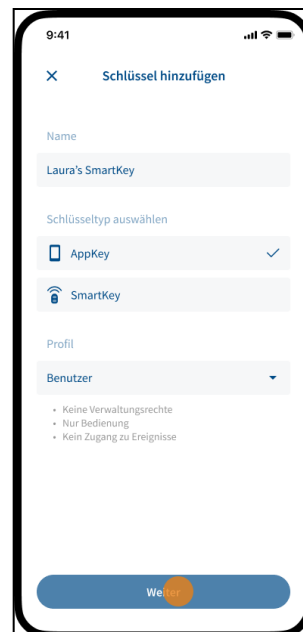 9:41
Schlüssel hinzufügen
Name
Laura's SmartKey
Schlüsseltyp auswählen
AppKey
SmartKey
Profil
Benutzer
• Keine Verwaltungsrechte
• Nur Bedienung
• Kein Zugang zu Ereignisse
Weiter